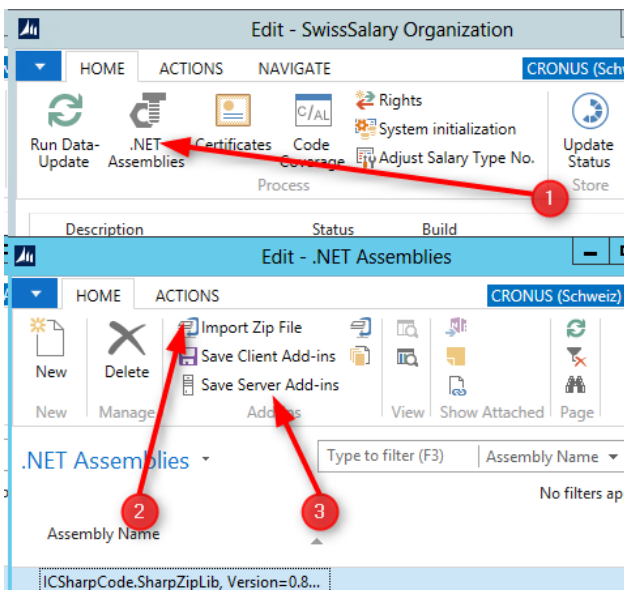 Edit - SwissSalary Organization
HOME ACTIONS NAVIGATE CRONUS (Schw
Run Data-Update
.NET Assemblies
Certificates
Code Coverage
C/AL
Rights
System initialization
Adjust Salary Type No.
Update Status
Process
Store
1
Description Status Build
Edit - .NET Assemblies
HOME ACTIONS CRONUS (Schweiz)
New
Delete
Import Zip File
Save Client Add-ins
Save Server Add-ins
New Manage View Show Attached Page
.NET Assemblies
Type to filter (F3) Assembly Name
No filters ap
2
3
Assembly Name
ICSharpCode.SharpZipLib, Version=0.8...